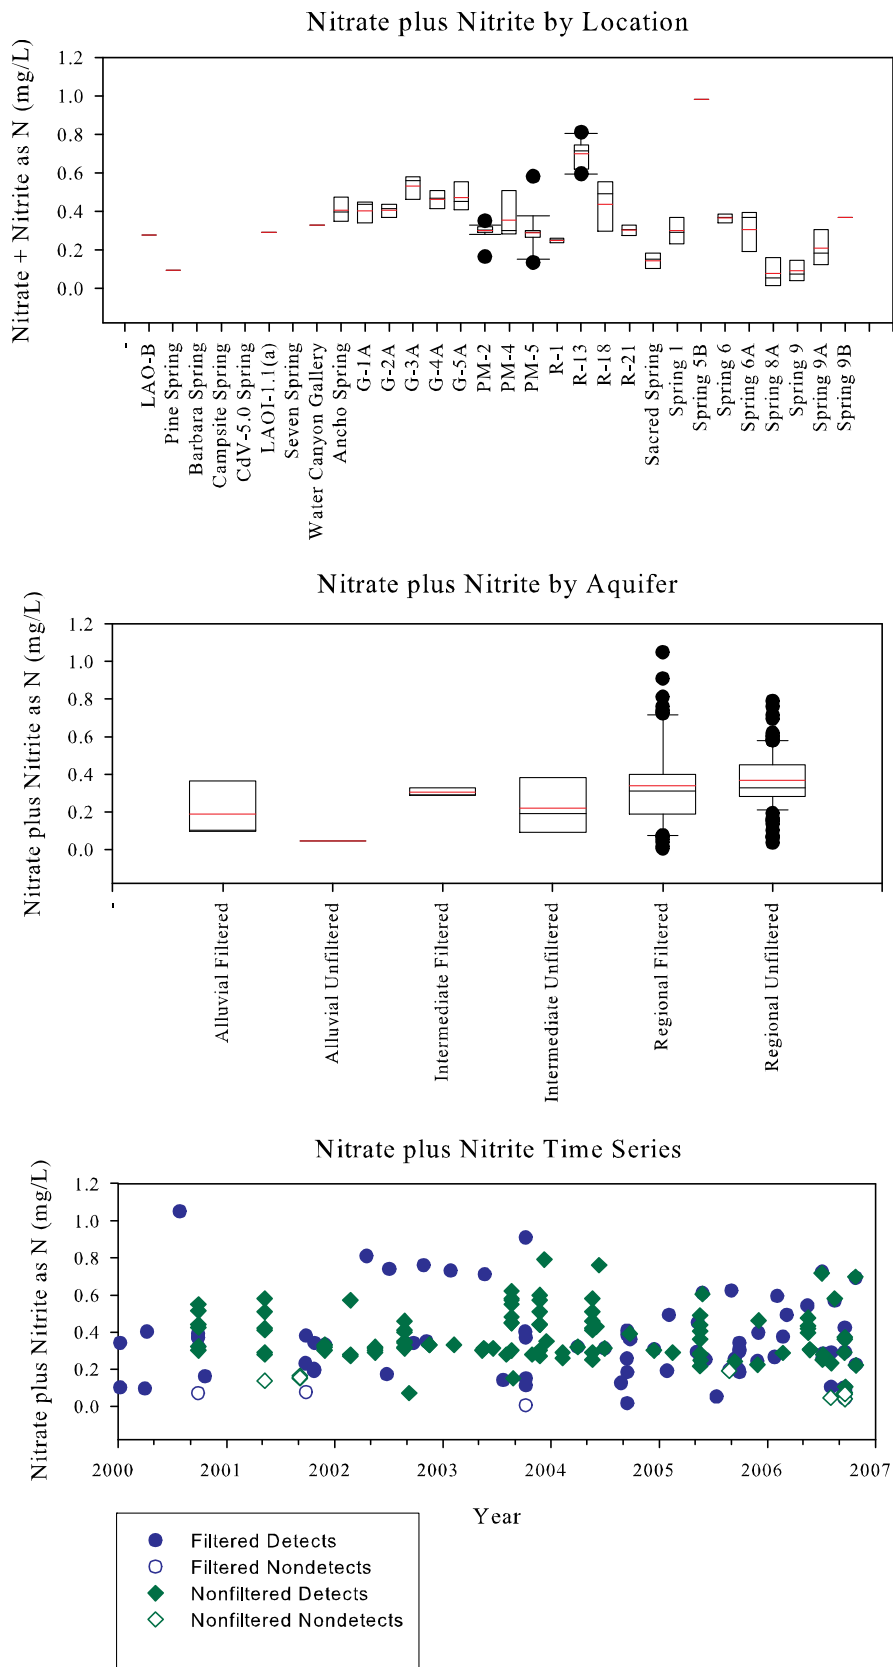 Nitrate plus Nitrite by Location
Nitrate + Nitrite as N (mg/L)
1.2
1.0
0.8
0.6
0.4
0.2
0.0
-
LAO-B
Pine Spring
Barbara Spring
Campsite Spring
CdV-5.0 Spring
LAOI-1.1(a)
Seven Spring
Water Canyon Gallery
Ancho Spring
G-1A
G-2A
G-3A
G-4A
G-5A
PM-2
PM-4
PM-5
R-1
R-13
R-18
R-21
Sacred Spring
Spring 1
Spring 5B
Spring 6
Spring 6A
Spring 8A
Spring 9
Spring 9A
Spring 9B
Nitrate plus Nitrite by Aquifer
Nitrate plus Nitrite as N (mg/L)
1.2
1.0
0.8
0.6
0.4
0.2
0.0
-
Alluvial Filtered
Alluvial Unfiltered
Intermediate Filtered
Intermediate Unfiltered
Regional Filtered
Regional Unfiltered
Nitrate plus Nitrite Time Series
Nitrate plus Nitrite as N (mg/L)
1.2
1.0
0.8
0.6
0.4
0.2
0.0
2000 2001 2002 2003 2004 2005 2006 2007
Year
Filtered Detects
Filtered Nondetects
Nonfiltered Detects
Nonfiltered Nondetects